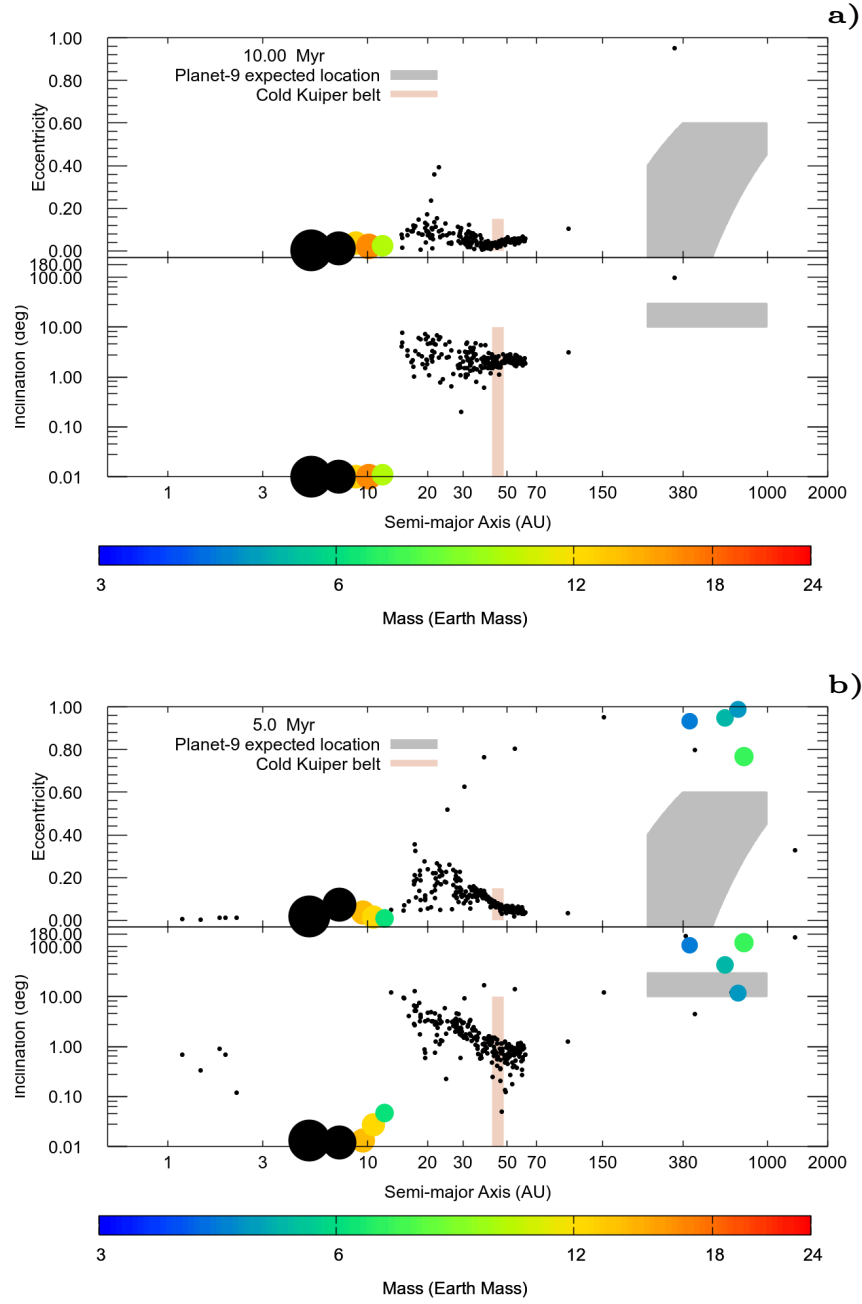 a)
1.00
10.00 Myr
Planet-9 expected location
0.80
Cold Kuiper belt
0.60
Eccentricity
0.40
0.20
0.00
180.00
100.00
10.00
Inclination (deg)
1.00
0.10
0.01
1 3 10 20 30 50 70 150 380 1000 2000
Semi-major Axis (AU)
3 6 12 18 24
Mass (Earth Mass)
b)
1.00
5.0 Myr
Planet-9 expected location
0.80
Cold Kuiper belt
0.60
Eccentricity
0.40
0.20
0.00
180.00
100.00
10.00
Inclination (deg)
1.00
0.10
0.01
1 3 10 20 30 50 70 150 380 1000 2000
Semi-major Axis (AU)
3 6 12 18 24
Mass (Earth Mass)